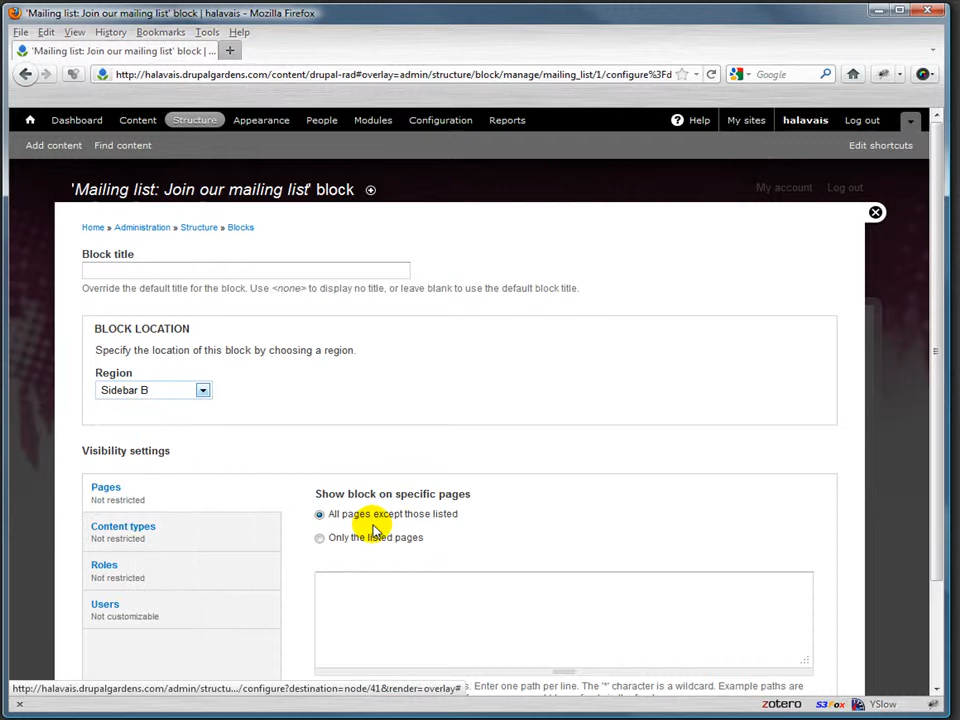 'Mailing list: Join our mailing list' block | halavais - Mozilla Firefox
File Edit View History Bookmarks Tools Help
'Mailing list: Join our mailing list' block | ... +
http://halavais.drupalgardens.com/content/drupal-rad#overlay=admin/structure/block/manage/mailing_list/1/configure%3Fd
Google
Dashboard Content Structure Appearance People Modules Configuration Reports ? Help My sites halavais Log out
Add content Find content Edit shortcuts
'Mailing list: Join our mailing list' block
My account Log out
Home » Administration » Structure » Blocks
Block title
Override the default title for the block. Use <none> to display no title, or leave blank to use the default block title.
BLOCK LOCATION
Specify the location of this block by choosing a region.
Region
Sidebar B
Visibility settings
Pages
Not restricted
Content types
Not restricted
Roles
Not restricted
Users
Not customizable
Show block on specific pages
All pages except those listed
Only the listed pages
s. Enter one path per line. The '*' character is a wildcard. Example paths are
http://halavais.drupalgardens.com/admin/structu.../configure?destination=node/41&render=overlay#
zotero S3Fox YSlow